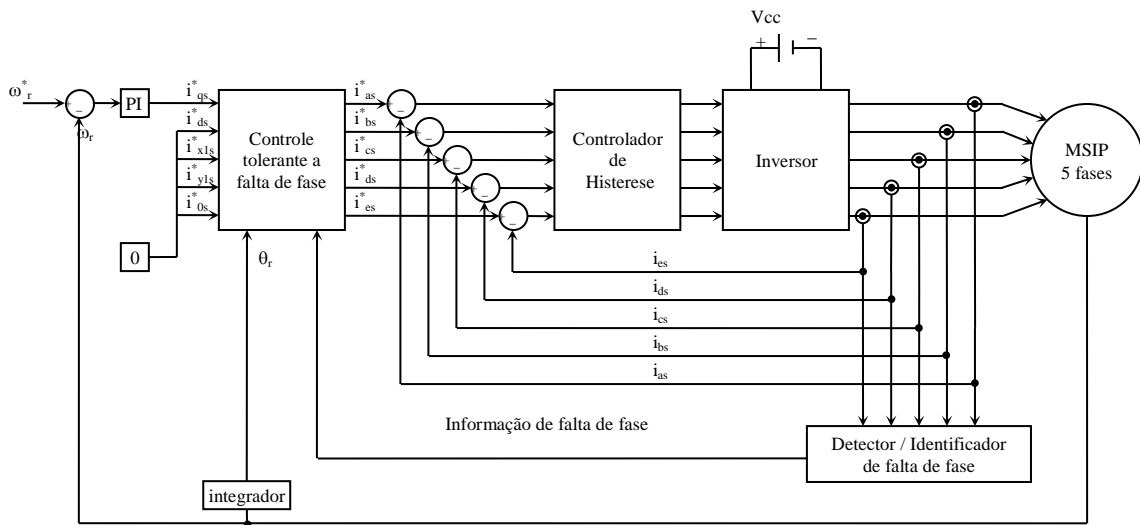 Vcc
+ −
ω*r
+
−
ωr
PI
i*qs
i*ds
i*x1s
i*y1s
i*0s
0
Controle
tolerante a
falta de fase
i*as
i*bs
i*cs
i*ds
i*es
+
−
+
−
+
−
+
−
+
−
Controlador
de
Histerese
Inversor
MSIP
5 fases
θr
ies
ids
ics
ibs
ias
Informação de falta de fase
Detector / Identificador
de falta de fase
integrador